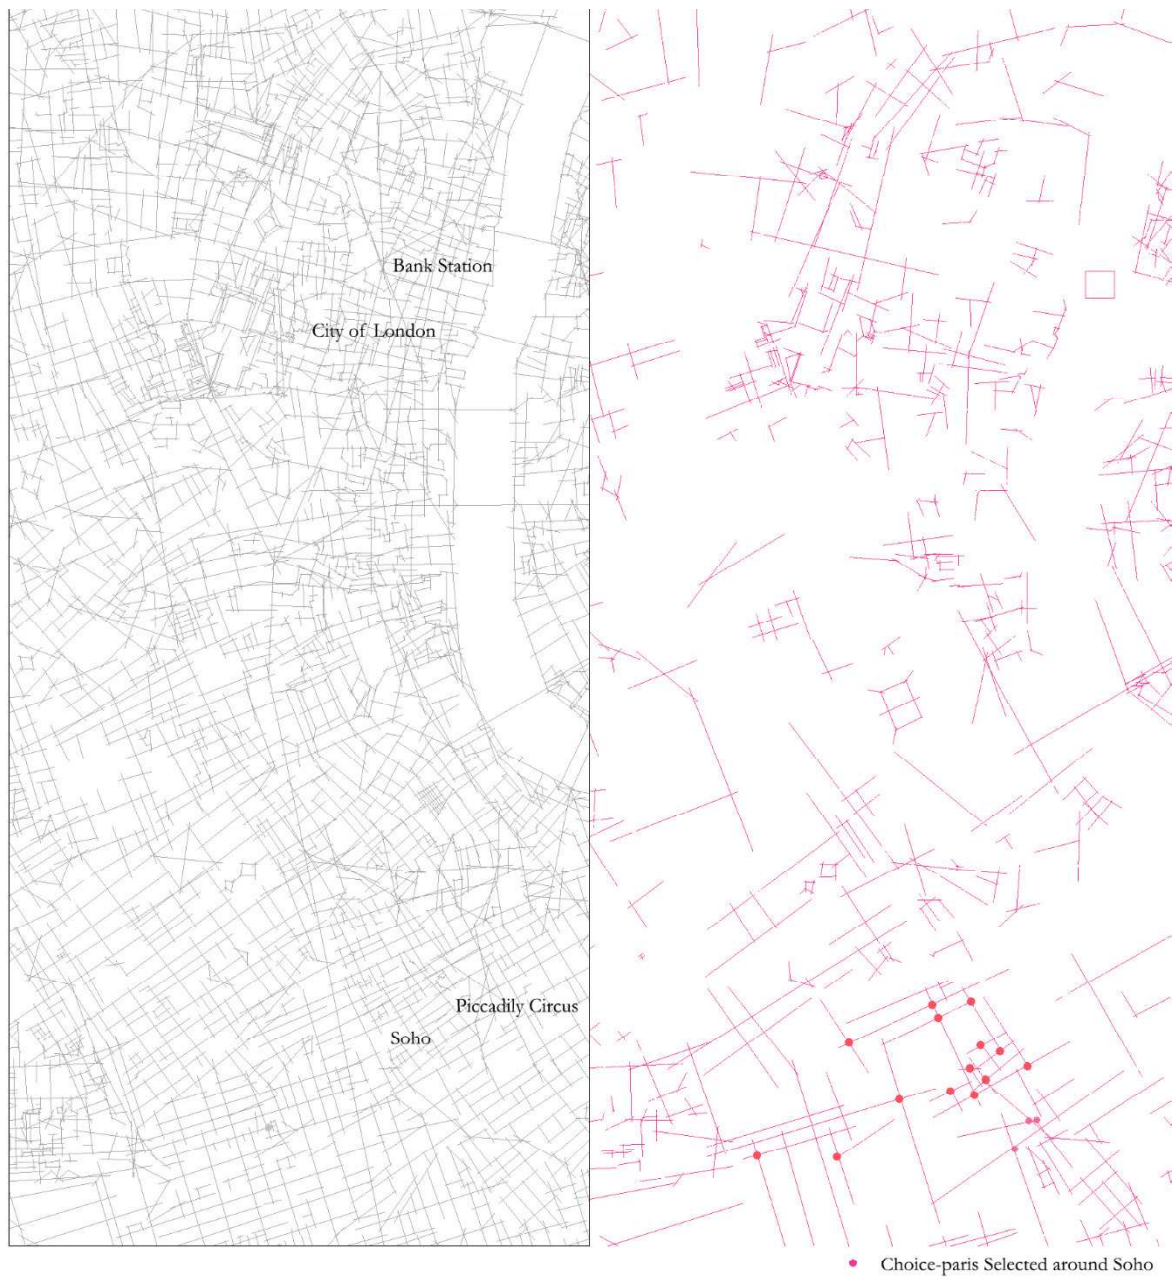 Bank Station
City of London
Piccadily Circus
Soho
Choice-paris Selected around Soho